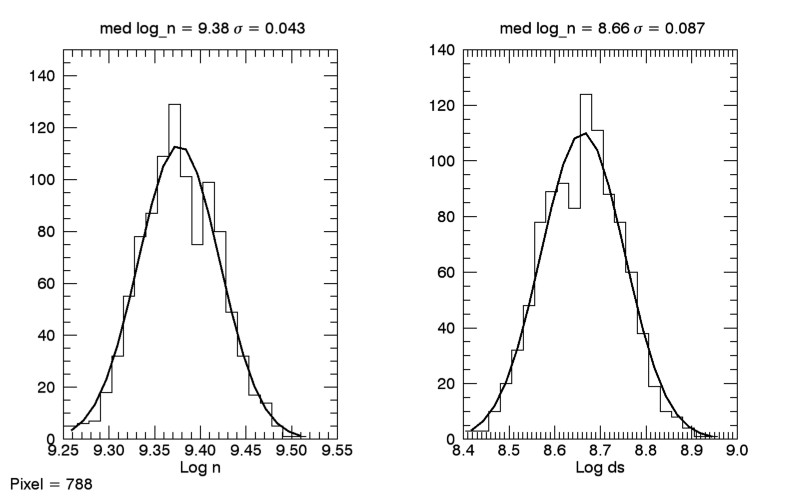 med log_n = 9.38 σ = 0.043
140
120
100
80
60
40
20
0
9.25 9.30 9.35 9.40 9.45 9.50 9.55
Log n
med log_n = 8.66 σ = 0.087
140
120
100
80
60
40
20
0
8.4 8.5 8.6 8.7 8.8 8.9 9.0
Log ds
Pixel = 788